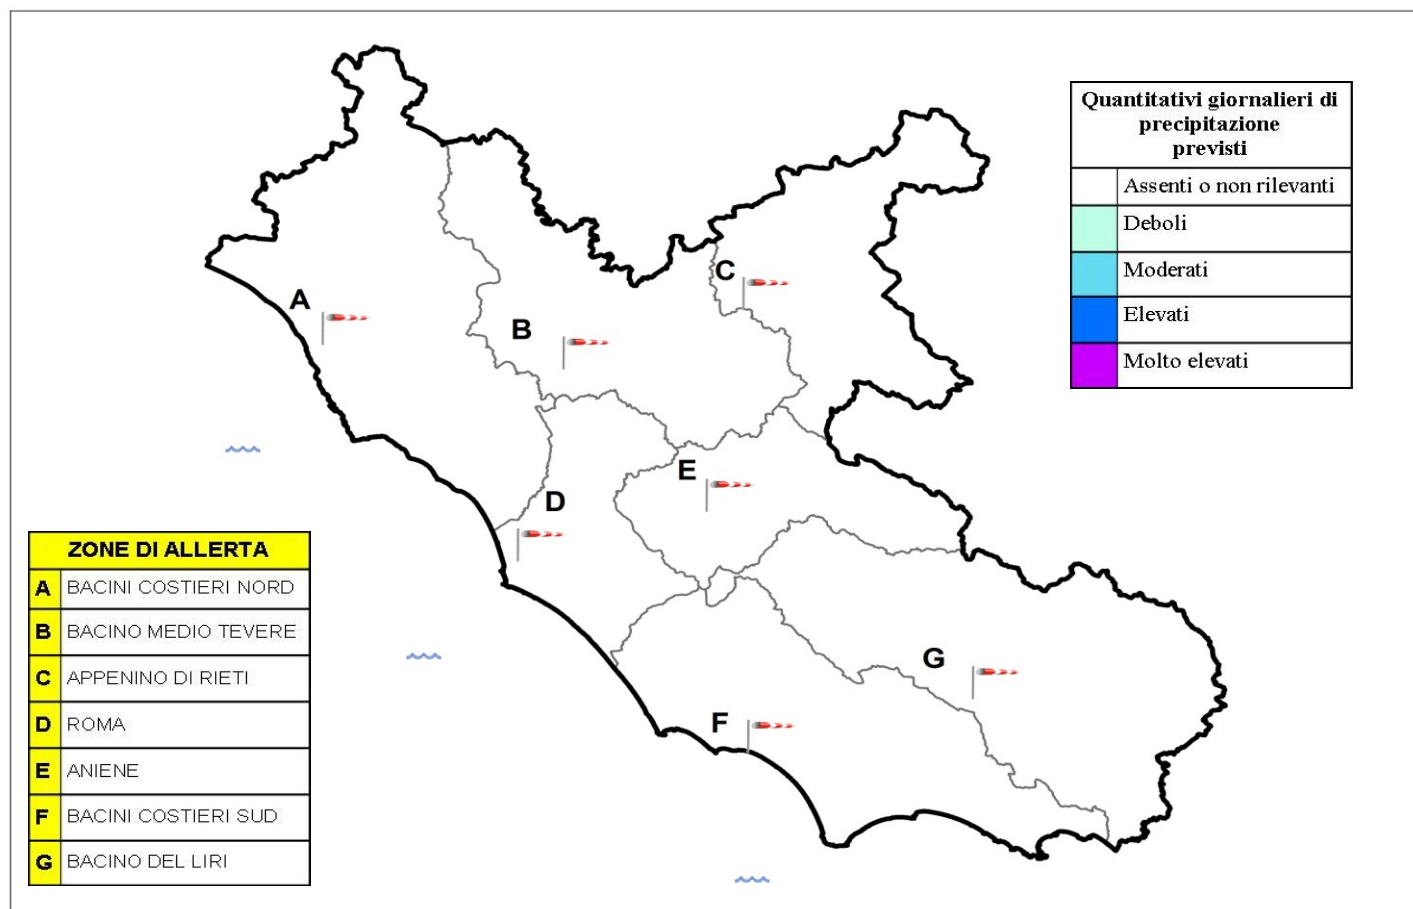 Quantitativi giornalieri di
precipitazione
previsti
Assenti o non rilevanti
Deboli
Moderati
Elevati
Molto elevati
A
B
C
D
E
F
G
ZONE DI ALLERTA
A BACINI COSTIERI NORD
B BACINO MEDIO TEVERE
C APPENINO DI RIETI
D ROMA
E ANIENE
F BACINI COSTIERI SUD
G BACINO DEL LIRI